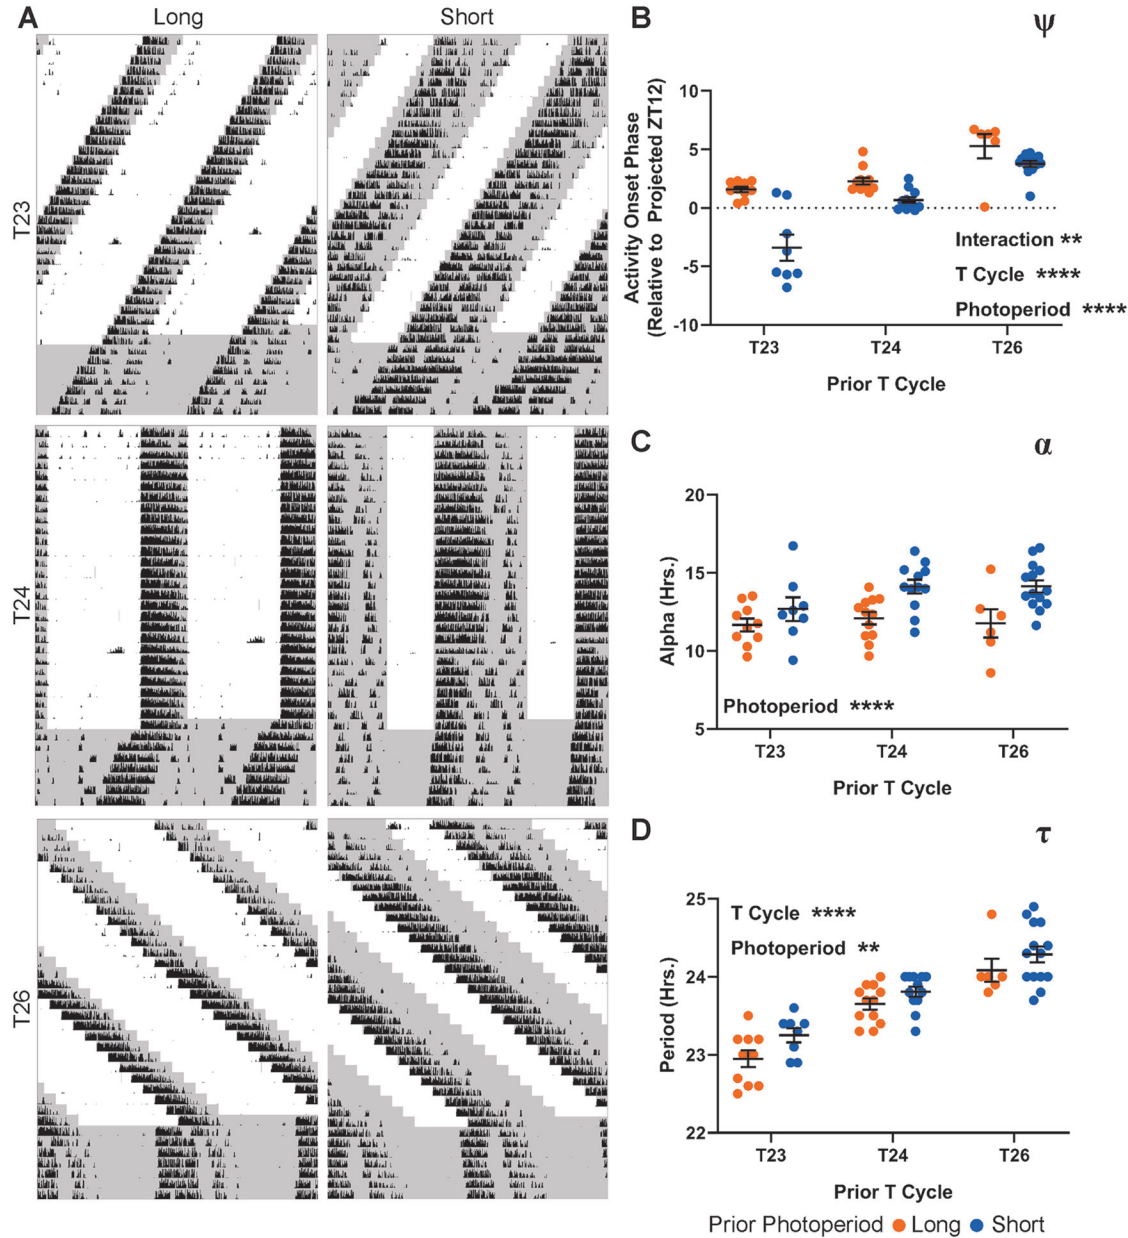 A
Long
Short
T23
T24
T26
B
Ψ
Activity Onset Phase
(Relative to Projected ZT12)
10
5
0
-5
-10
Interaction **
T Cycle ****
Photoperiod ****
T23
T24
T26
Prior T Cycle
C
α
Alpha (Hrs.)
20
15
10
5
Photoperiod ****
T23
T24
T26
Prior T Cycle
D
τ
Period (Hrs.)
25
24
23
22
T Cycle ****
Photoperiod **
T23
T24
T26
Prior T Cycle
Prior Photoperiod Long Short